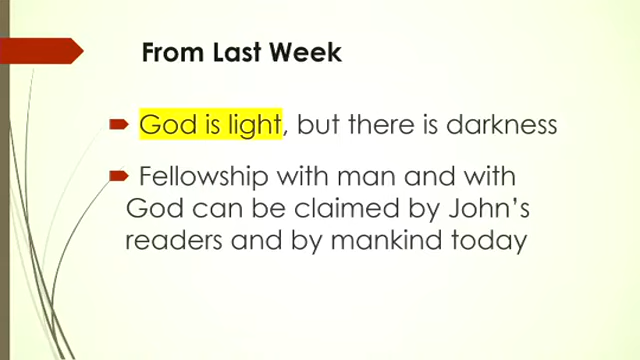 From Last Week
God is light, but there is darkness
Fellowship with man and with
God can be claimed by John's
readers and by mankind today